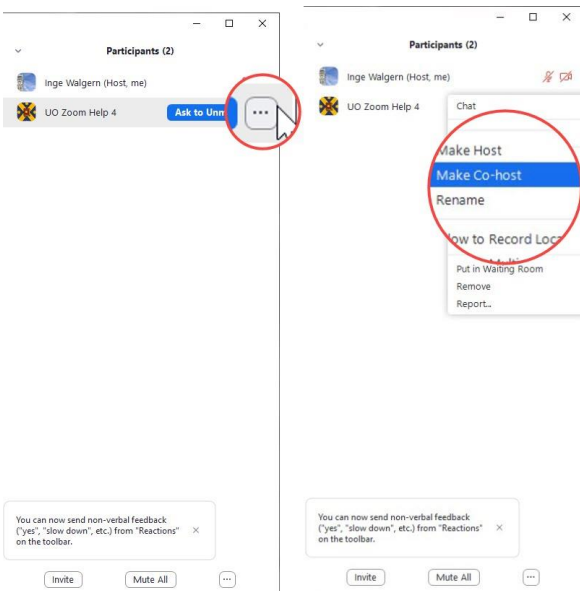 Participants (2)
Inge Walgern (Host, me)
UO Zoom Help 4
Ask to
You can now send non-verbal feedback
("yes", "slow down", etc.) from "Reactions"
on the toolbar.
Invite
Mute All
Participants (2)
Inge Walgern (Host, me)
UO Zoom Help 4
Chat
Make Host
Make Co-host
Rename
to Record
Put in Waiting Room
Remove
Report...
You can now send non-verbal feedback
("yes", "slow down", etc.) from "Reactions"
on the toolbar.
Invite
Mute All